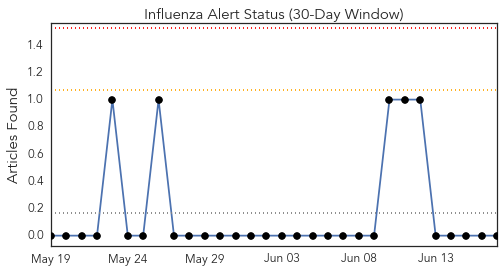 Influenza Alert Status (30-Day Window)
Articles Found
1.4
1.2
1.0
0.8
0.6
0.4
0.2
0.0
May 19 May 24 May 29 Jun 03 Jun 08 Jun 13